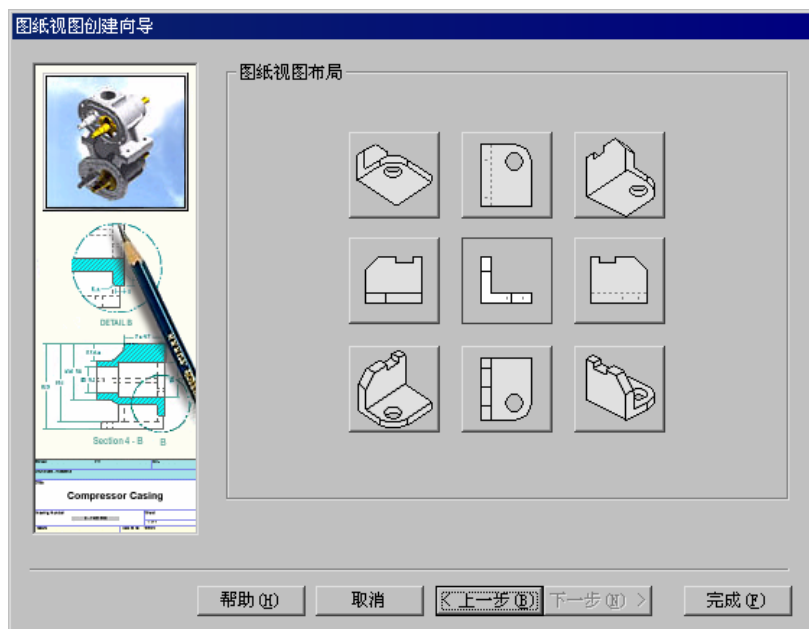 图纸视图创建向导
图纸视图布局
DETAIL B
Section 4 - B B
Compressor Casing
帮助(H) 取消 < 上一步(B) 下一步(N) > 完成(F)